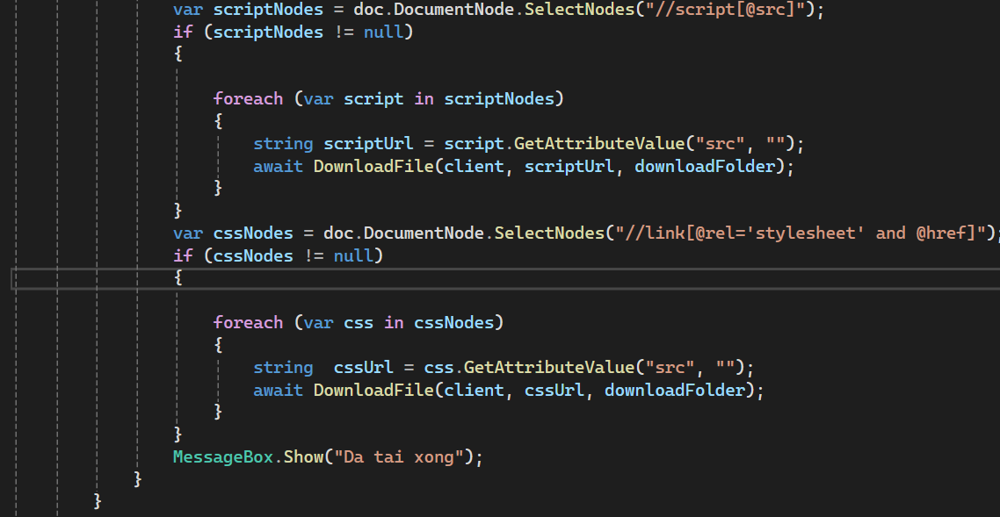 var scriptNodes = doc.DocumentNode.SelectNodes("//script[@src]");
if (scriptNodes != null)
{
foreach (var script in scriptNodes)
{
string scriptUrl = script.GetAttributeValue("src", "");
await DownloadFile(client, scriptUrl, downloadFolder);
}
}
var cssNodes = doc.DocumentNode.SelectNodes("//link[@rel='stylesheet' and @href]");
if (cssNodes != null)
{
foreach (var css in cssNodes)
{
string  cssUrl = css.GetAttributeValue("src", "");
await DownloadFile(client, cssUrl, downloadFolder);
}
}
MessageBox.Show("Da tai xong");
}
}